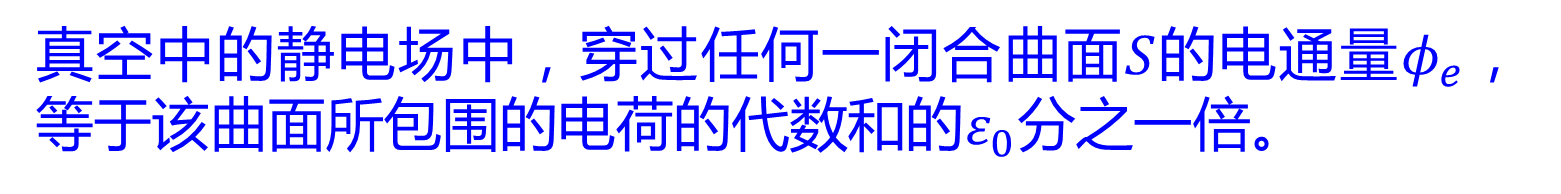 真空中的静电场中，穿过任何一闭合曲面S的电通量ϕₑ，
等于该曲面所包围的电荷的代数和的ε₀分之一倍。